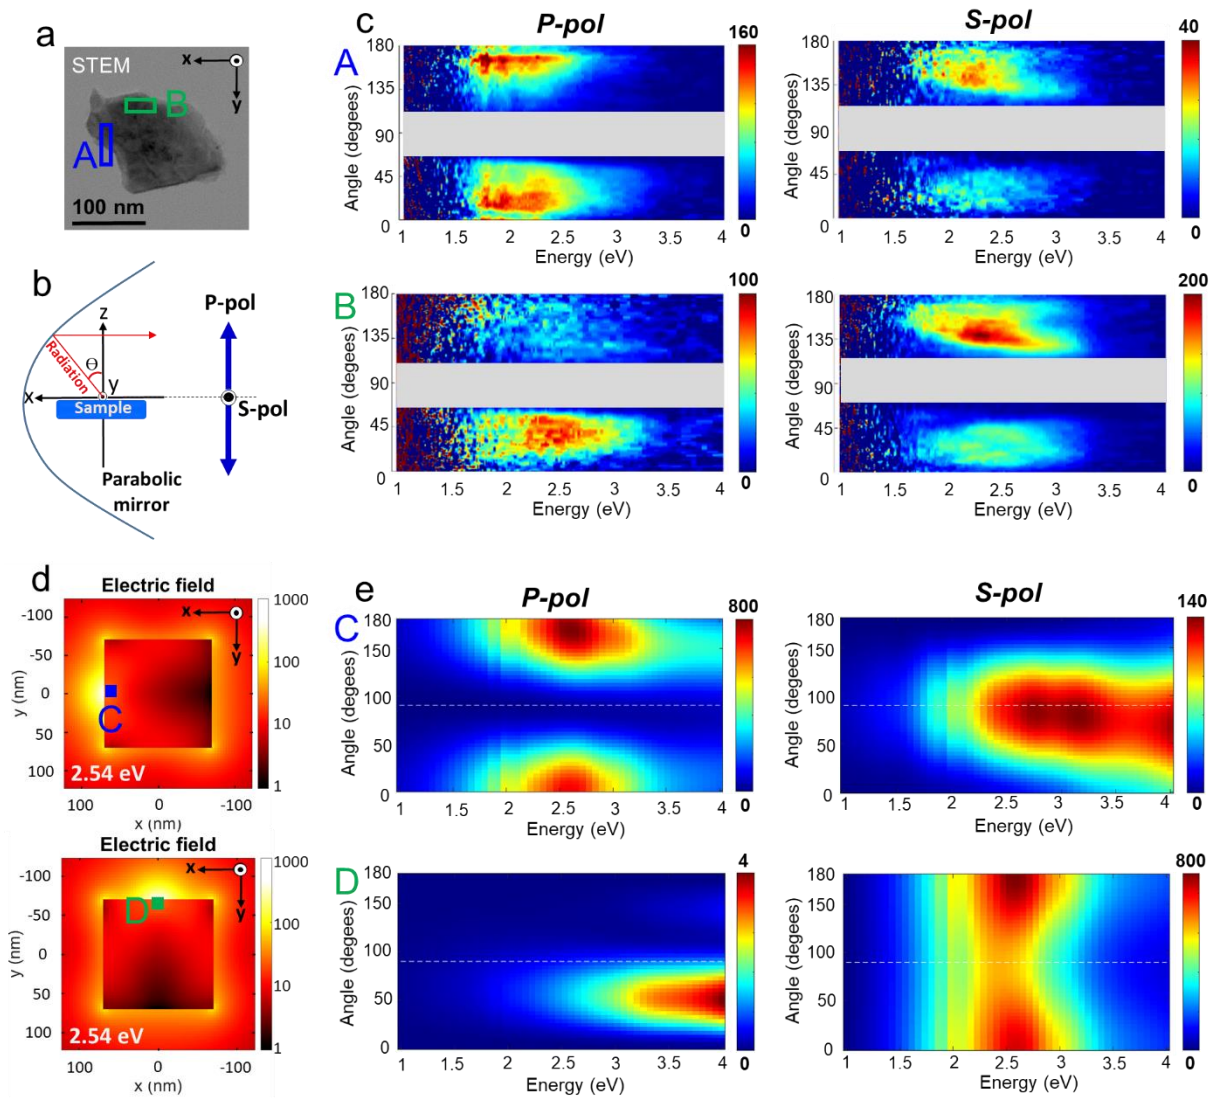 a
STEM
x
y
A
B
100 nm
b
z
P-pol
Θ
Radiation
y
x
Sample
S-pol
Parabolic
mirror
c
P-pol
S-pol
A
160
0
180
135
90
45
0
Angle (degrees)
1 1.5 2 2.5 3 3.5 4
Energy (eV)
40
0
180
135
90
45
0
Angle (degrees)
1 1.5 2 2.5 3 3.5 4
Energy (eV)
B
100
0
180
135
90
45
0
Angle (degrees)
1 1.5 2 2.5 3 3.5 4
Energy (eV)
200
0
180
135
90
45
0
Angle (degrees)
1 1.5 2 2.5 3 3.5 4
Energy (eV)
d
Electric field
x
y
-100
-50
0
50
100
y (nm)
C
2.54 eV
100 0 -100
x (nm)
1000
100
10
1
Electric field
x
y
-100
-50
0
50
100
y (nm)
D
2.54 eV
100 0 -100
x (nm)
1000
100
10
1
e
P-pol
S-pol
C
800
0
180
150
100
50
0
Angle (degrees)
1 1.5 2 2.5 3 3.5 4
Energy (eV)
140
0
180
150
100
50
0
Angle (degrees)
1 1.5 2 2.5 3 3.5 4
Energy (eV)
D
4
0
180
150
100
50
0
Angle (degrees)
1 1.5 2 2.5 3 3.5 4
Energy (eV)
800
0
180
150
100
50
0
Angle (degrees)
1 1.5 2 2.5 3 3.5 4
Energy (eV)